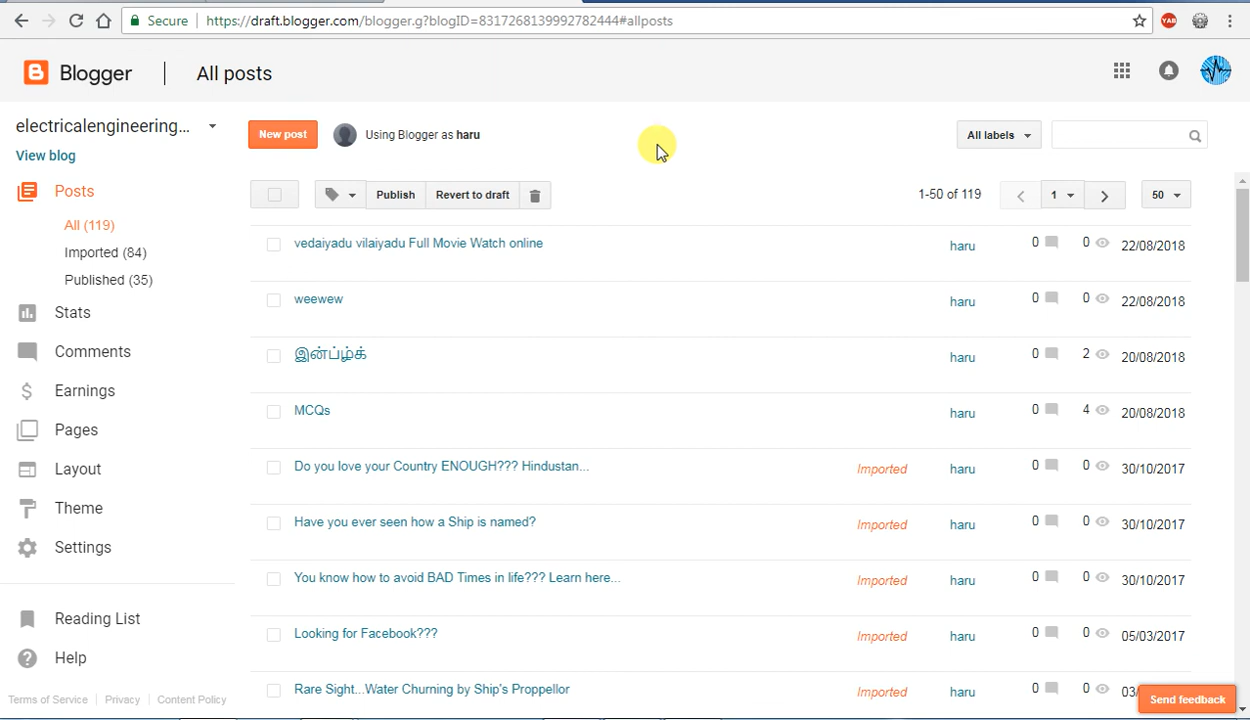 Secure https://draft.blogger.com/blogger.g?blogID=8317268139992782444#allposts
Blogger All posts
electricalengineering...
View blog
New post Using Blogger as haru All labels
Posts
All (119)
Imported (84)
Published (35)
Stats
Comments
Earnings
Pages
Layout
Theme
Settings
Reading List
Help
Terms of Service Privacy Content Policy
Publish Revert to draft 1-50 of 119 1 50
vedaiyadu vilaiyadu Full Movie Watch online haru 0 0 22/08/2018
weewew haru 0 0 22/08/2018
இன்ப்ழ்க் haru 0 2 20/08/2018
MCQs haru 0 4 20/08/2018
Do you love your Country ENOUGH??? Hindustan... Imported haru 0 0 30/10/2017
Have you ever seen how a Ship is named? Imported haru 0 0 30/10/2017
You know how to avoid BAD Times in life??? Learn here... Imported haru 0 0 30/10/2017
Looking for Facebook??? Imported haru 0 0 05/03/2017
Rare Sight...Water Churning by Ship's Proppellor Imported haru 0 0
Send feedback